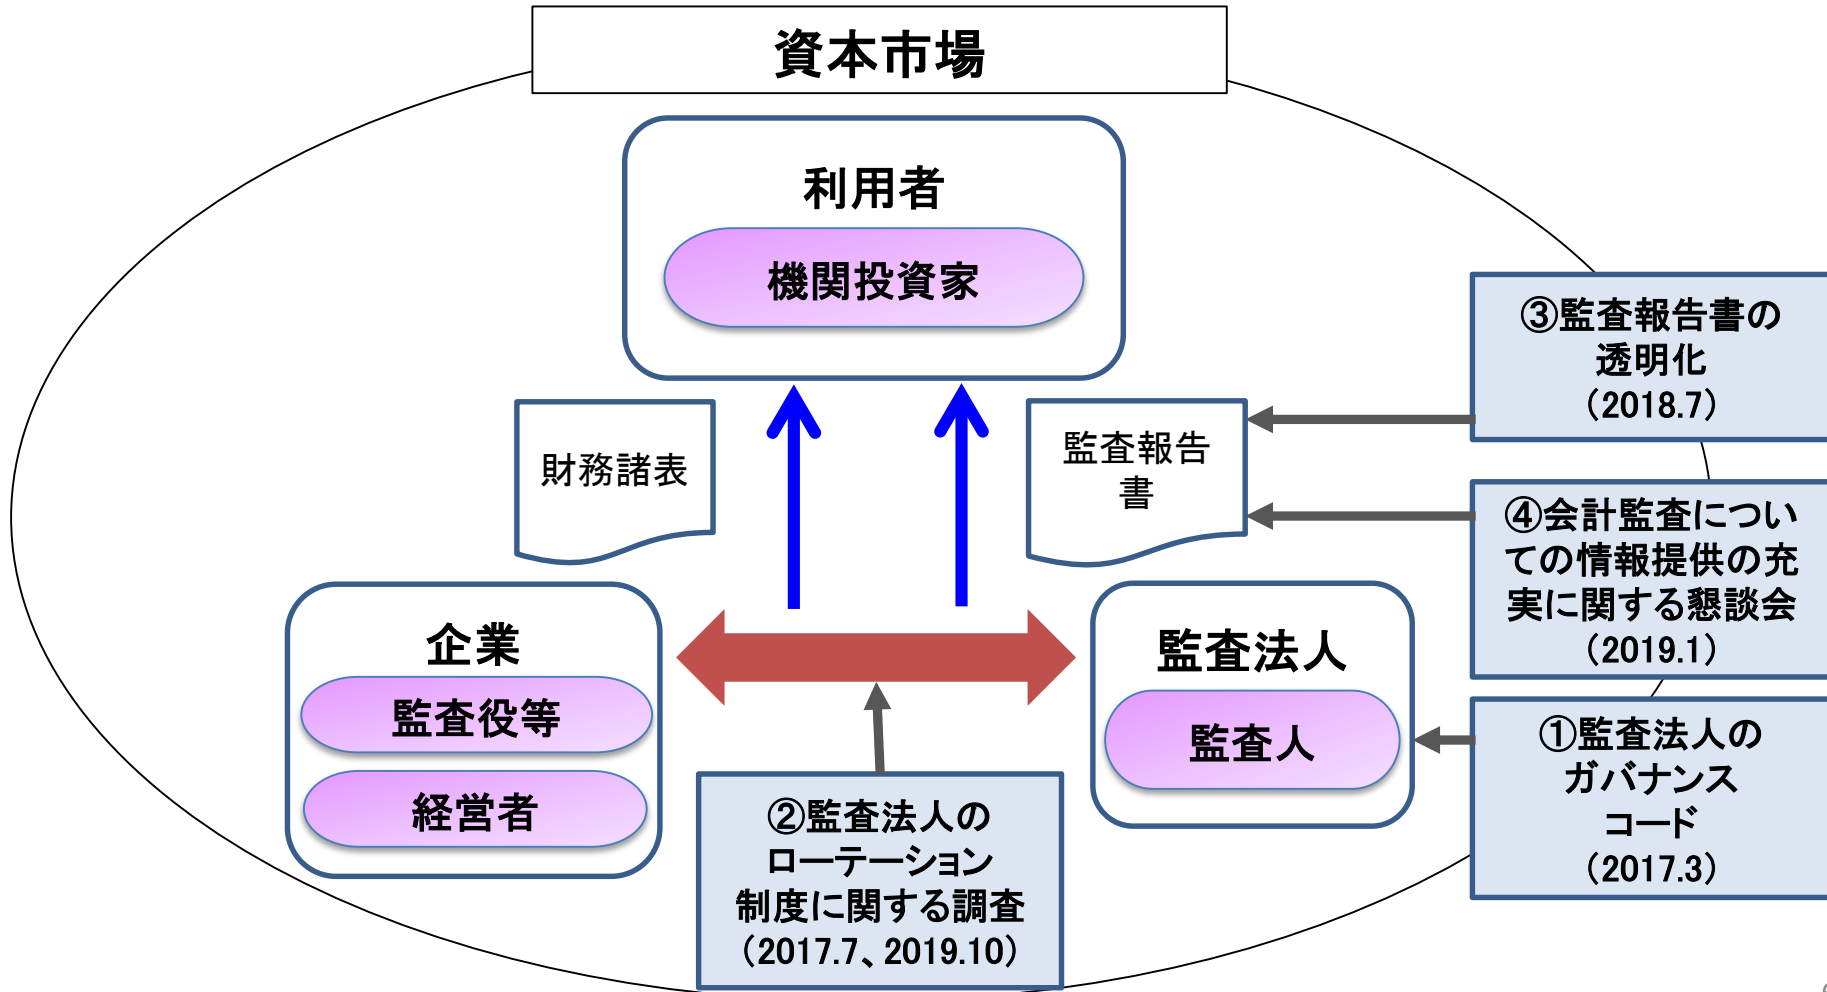 資本市場
利用者
機関投資家
③監査報告書の
透明化
（2018.7）
財務諸表
監査報告
書
④会計監査につい
ての情報提供の充
実に関する懇談会
（2019.1）
企業
監査役等
経営者
監査法人
監査人
①監査法人の
ガバナンス
コード
（2017.3）
②監査法人の
ローテーション
制度に関する調査
（2017.7、2019.10）